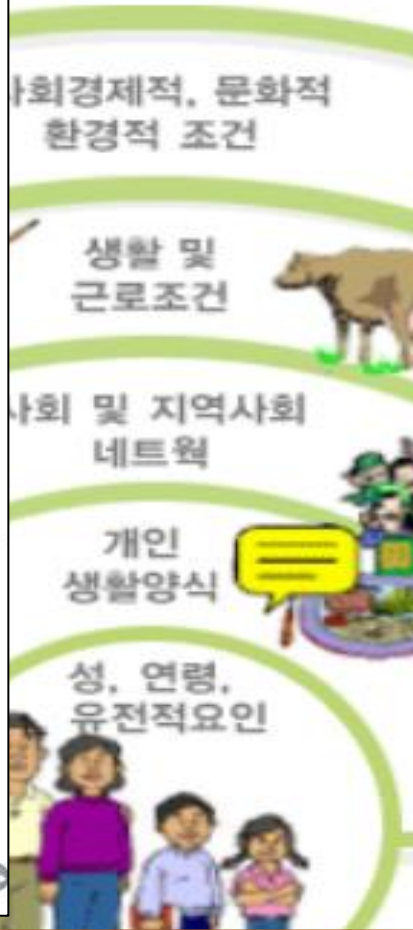 회경제적, 문화적
환경적 조건
생활 및
근로조건
사회 및 지역사회
네트웍
개인
생활양식
성, 연령,
유전적요인